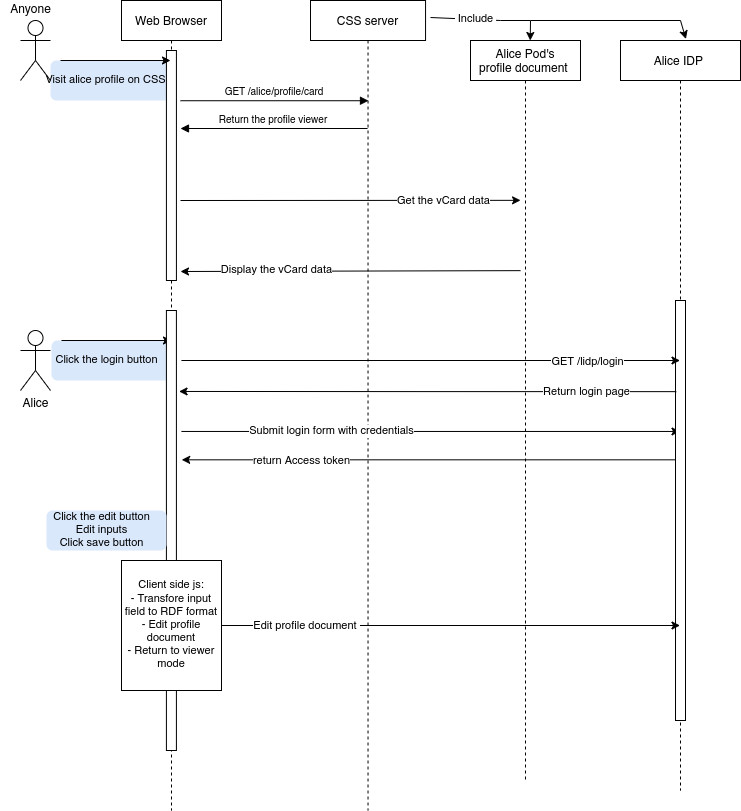 Anyone
Web Browser
CSS server
Include
Alice Pod's
profile document
Alice IDP
Visit alice profile on CSS
GET /alice/profile/card
Return the profile viewer
Get the vCard data
Display the vCard data
Click the login button
Alice
GET /lidp/login
Return login page
Submit login form with credentials
return Access token
Click the edit button
Edit inputs
Click save button
Client side js:
- Transfore input
field to RDF format
- Edit profile
document
- Return to viewer
mode
Edit profile document